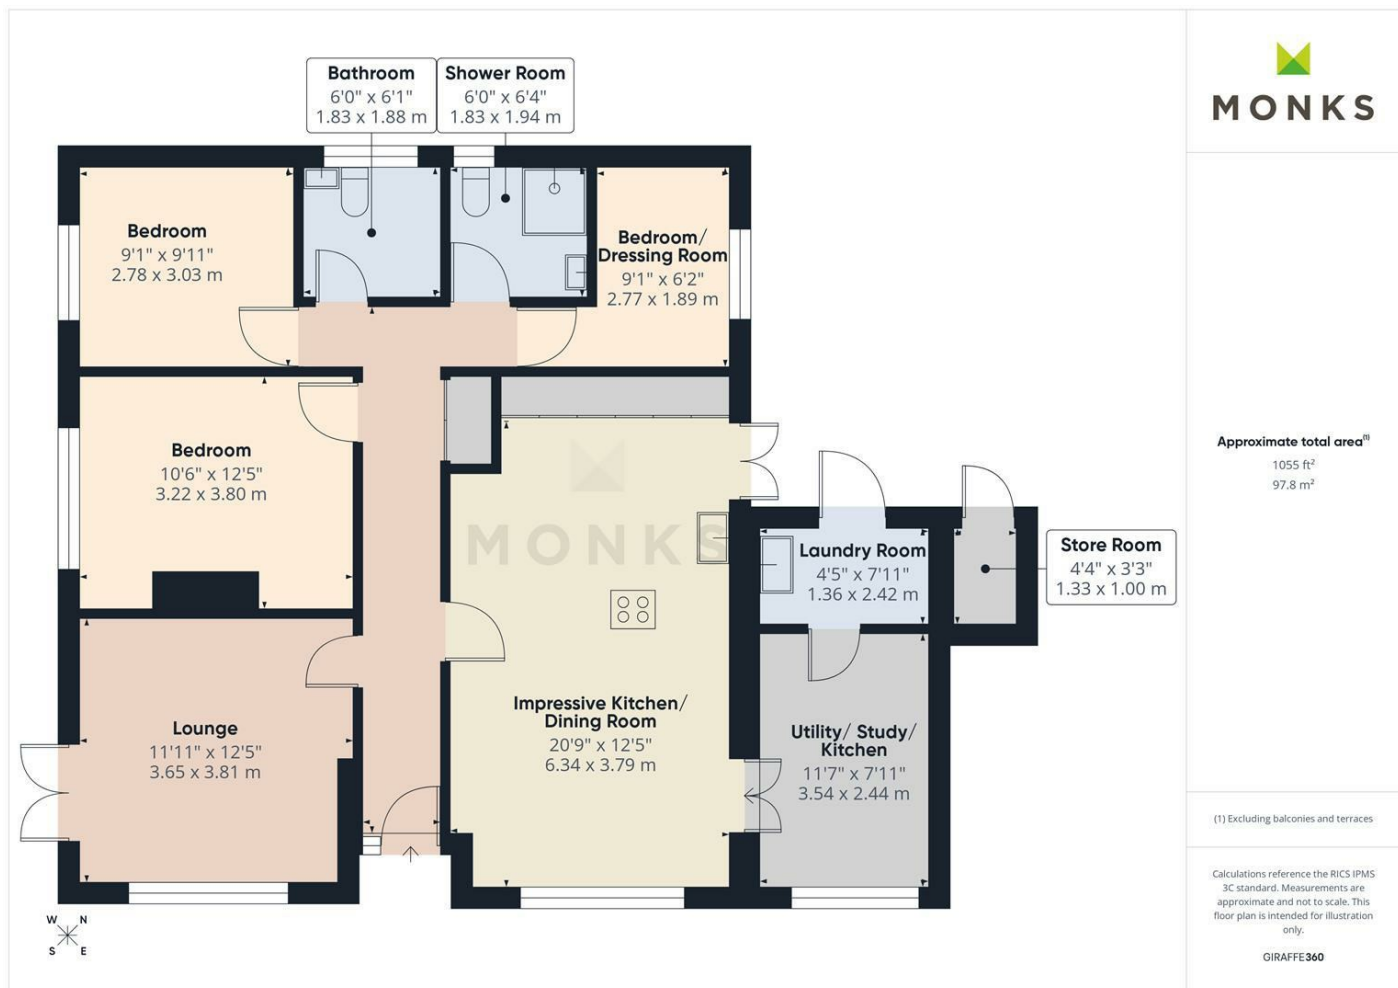 Bathroom
6'0" x 6'1"
1.83 x 1.88 m
Shower Room
6'0" x 6'4"
1.83 x 1.94 m
MONKS
Bedroom
9'1" x 9'11"
2.78 x 3.03 m
Bedroom/
Dressing Room
9'1" x 6'2"
2.77 x 1.89 m
Bedroom
10'6" x 12'5"
3.22 x 3.80 m
MONKS
Laundry Room
4'5" x 7'11"
1.36 x 2.42 m
Store Room
4'4" x 3'3"
1.33 x 1.00 m
Approximate total area(1)
1055 ft²
97.8 m²
Lounge
11'11" x 12'5"
3.65 x 3.81 m
Impressive Kitchen/
Dining Room
20'9" x 12'5"
6.34 x 3.79 m
Utility/ Study/
Kitchen
11'7" x 7'11"
3.54 x 2.44 m
(1) Excluding balconies and terraces
Calculations reference the RICS IPMS
3C standard. Measurements are
approximate and not to scale. This
floor plan is intended for illustration
only.
GIRAFFE360
W N
S E